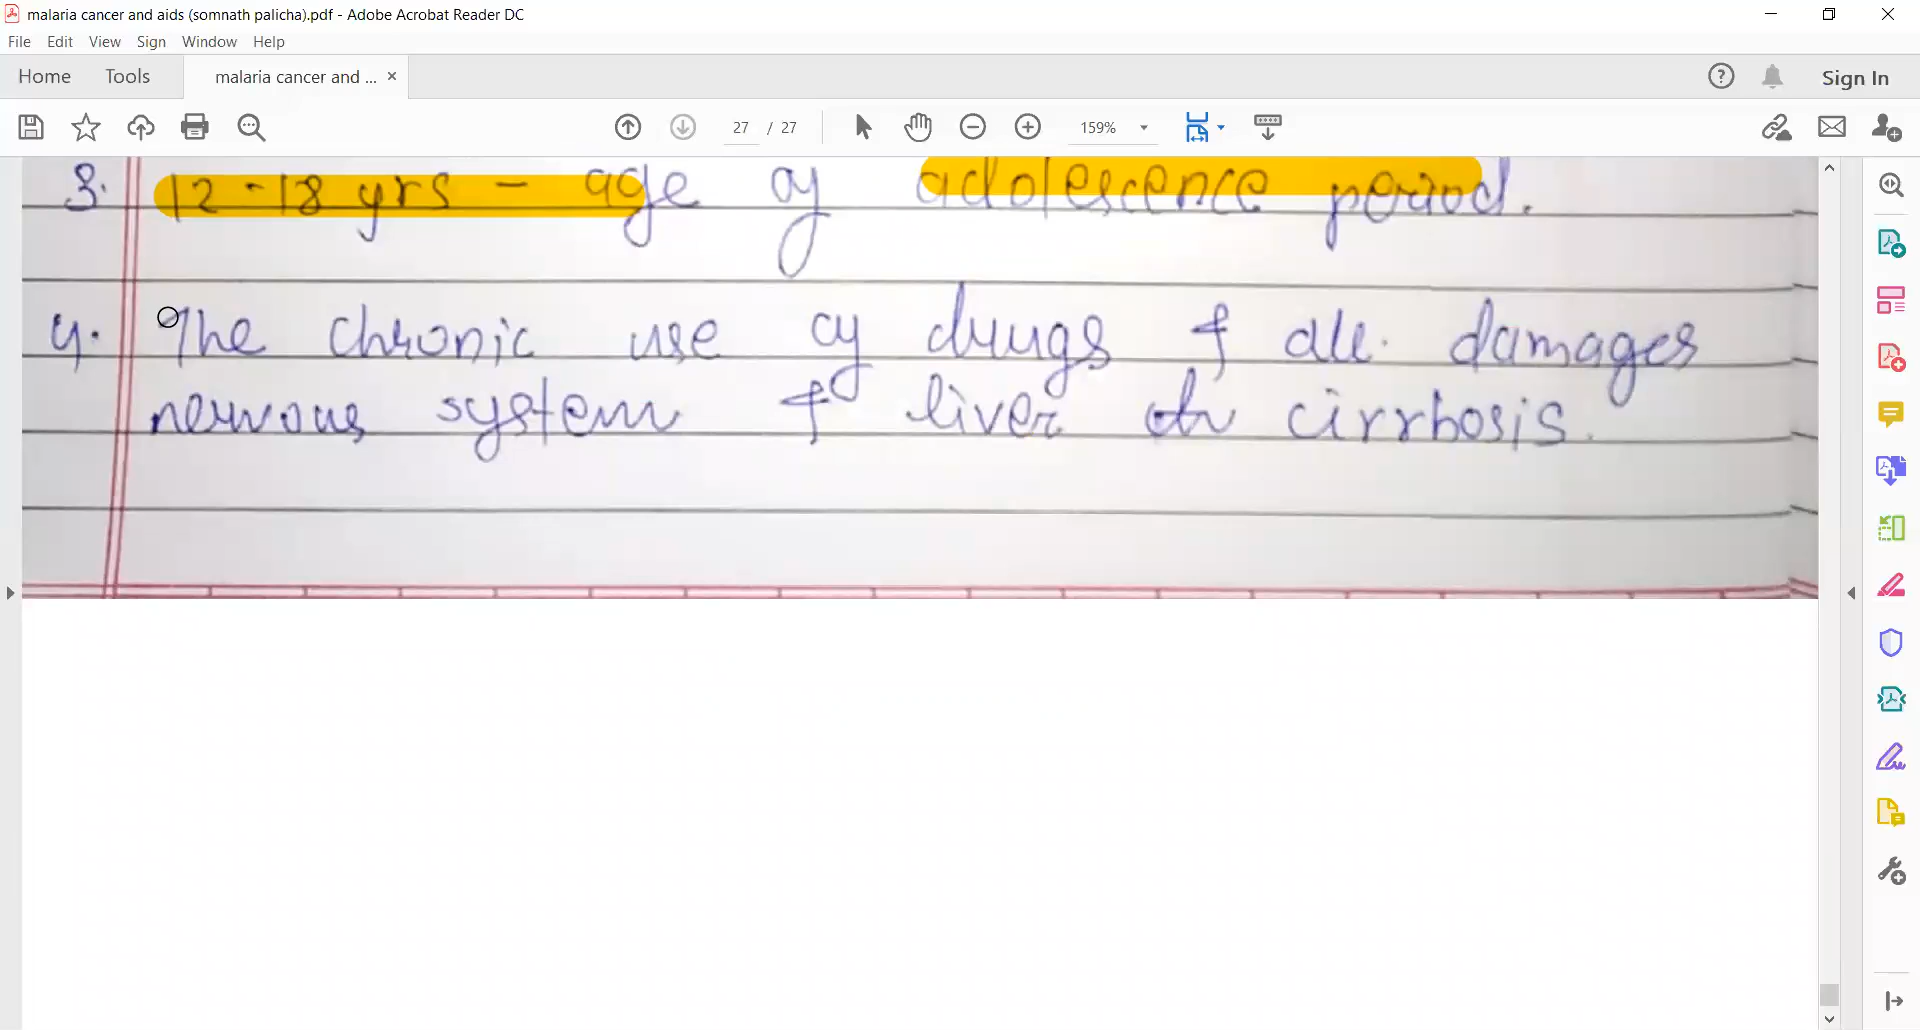 malaria cancer and aids (somnath palicha).pdf - Adobe Acrobat Reader DC
File Edit View Sign Window Help
Home Tools malaria cancer and ... × Sign In
27 / 27 159%
3. 12-18 yrs - age of adolescence period.
4. The chronic use of drugs & alc. damages
nervous system & liver or cirrhosis.